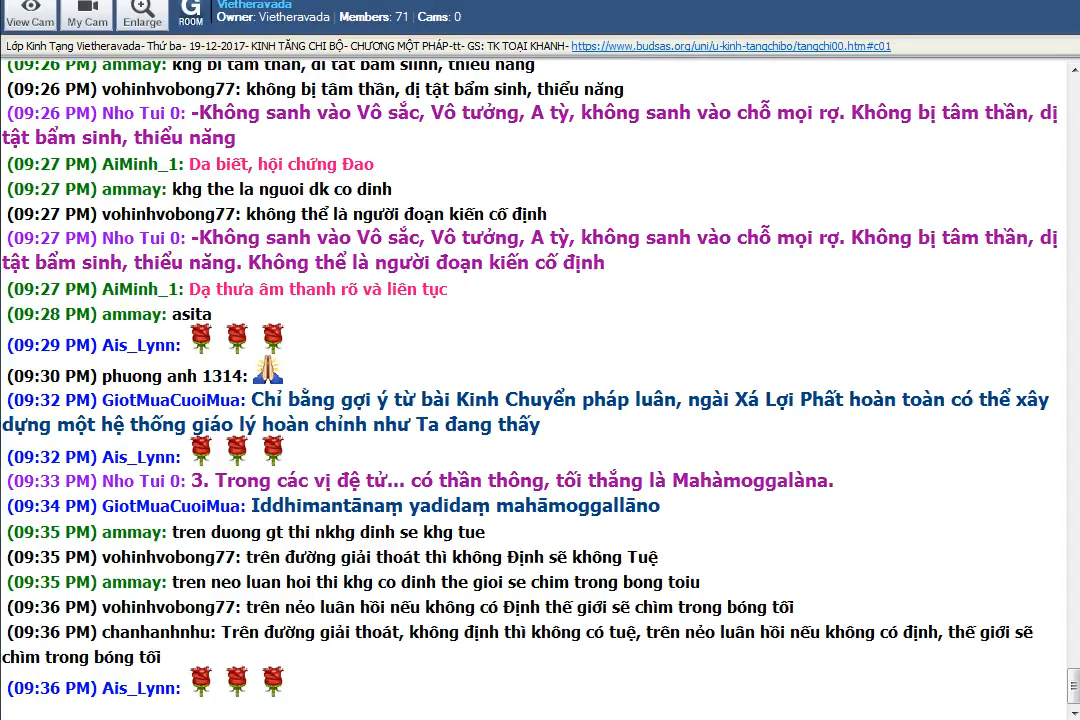 Vietheravada
View Cam My Cam Enlarge G ROOM Owner: Vietheravada | Members: 71 | Cams: 0
Lớp Kinh Tạng Vietheravada- Thứ ba- 19-12-2017- KINH TĂNG CHI BỘ- CHƯƠNG MỘT PHÁP-tt- GS: TK TOẠI KHANH- https://www.budsas.org/uni/u-kinh-tangchibo/tangchi00.htm#c01
(09:26 PM) ammay: khg bi tam than, di tat bam siinh, thieu nang
(09:26 PM) vohinhvobong77: không bị tâm thần, dị tật bẩm sinh, thiểu năng
(09:26 PM) Nho Tui 0: -Không sanh vào Vô sắc, Vô tưởng, A tỳ, không sanh vào chỗ mọi rợ. Không bị tâm thần, dị
tật bẩm sinh, thiểu năng
(09:27 PM) AiMinh_1: Da biết, hội chứng Đao
(09:27 PM) ammay: khg the la nguoi dk co dinh
(09:27 PM) vohinhvobong77: không thể là người đoạn kiến cố định
(09:27 PM) Nho Tui 0: -Không sanh vào Vô sắc, Vô tưởng, A tỳ, không sanh vào chỗ mọi rợ. Không bị tâm thần, dị
tật bẩm sinh, thiểu năng. Không thể là người đoạn kiến cố định
(09:27 PM) AiMinh_1: Dạ thưa âm thanh rõ và liên tục
(09:28 PM) ammay: asita
(09:29 PM) Ais_Lynn:
(09:30 PM) phuong anh 1314:
(09:32 PM) GiotMuaCuoiMua: Chỉ bằng gợi ý từ bài Kinh Chuyển pháp luân, ngài Xá Lợi Phất hoàn toàn có thể xây
dựng một hệ thống giáo lý hoàn chỉnh như Ta đang thấy
(09:32 PM) Ais_Lynn:
(09:33 PM) Nho Tui 0: 3. Trong các vị đệ tử... có thần thông, tối thắng là Mahàmoggalàna.
(09:34 PM) GiotMuaCuoiMua: Iddhimantānaṃ yadidaṃ mahāmoggallāno
(09:35 PM) ammay: tren duong gt thi nkhg dinh se khg tue
(09:35 PM) vohinhvobong77: trên đường giải thoát thì không Định sẽ không Tuệ
(09:35 PM) ammay: tren neo luan hoi thi khg co dinh the gioi se chim trong bong toiu
(09:36 PM) vohinhvobong77: trên nẻo luân hồi nếu không có Định thế giới sẽ chìm trong bóng tối
(09:36 PM) chanhanhnhu: Trên đường giải thoát, không định thì không có tuệ, trên nẻo luân hồi nếu không có định, thế giới sẽ
chìm trong bóng tối
(09:36 PM) Ais_Lynn: